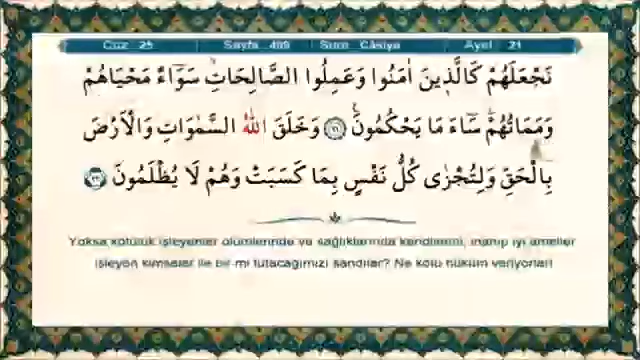 Cüz 25 Sayfa 499 Sure Câsiye Ayet 21
نَجْعَلَهُمْ كَالَّذ۪ينَ اٰمَنُوا وَعَمِلُوا الصَّالِحَاتِۙ سَوَٓاءً مَحْيَاهُمْ
وَمَمَاتُهُمْۜ سَٓاءَ مَا يَحْكُمُونَ۟ ﴿٢١﴾ وَخَلَقَ اللّٰهُ السَّمٰوَاتِ وَالْاَرْضَ
بِالْحَقِّ وَلِتُجْزٰى كُلُّ نَفْسٍ بِمَا كَسَبَتْ وَهُمْ لَا يُظْلَمُونَ ﴿٢٢﴾
Yoksa kötülük işleyenler ölümlerinde ve sağlıklarında kendilerini, inanıp iyi ameller
işleyen kimseler ile bir mi tutacağımızı sandılar? Ne kötü hüküm veriyorlar!